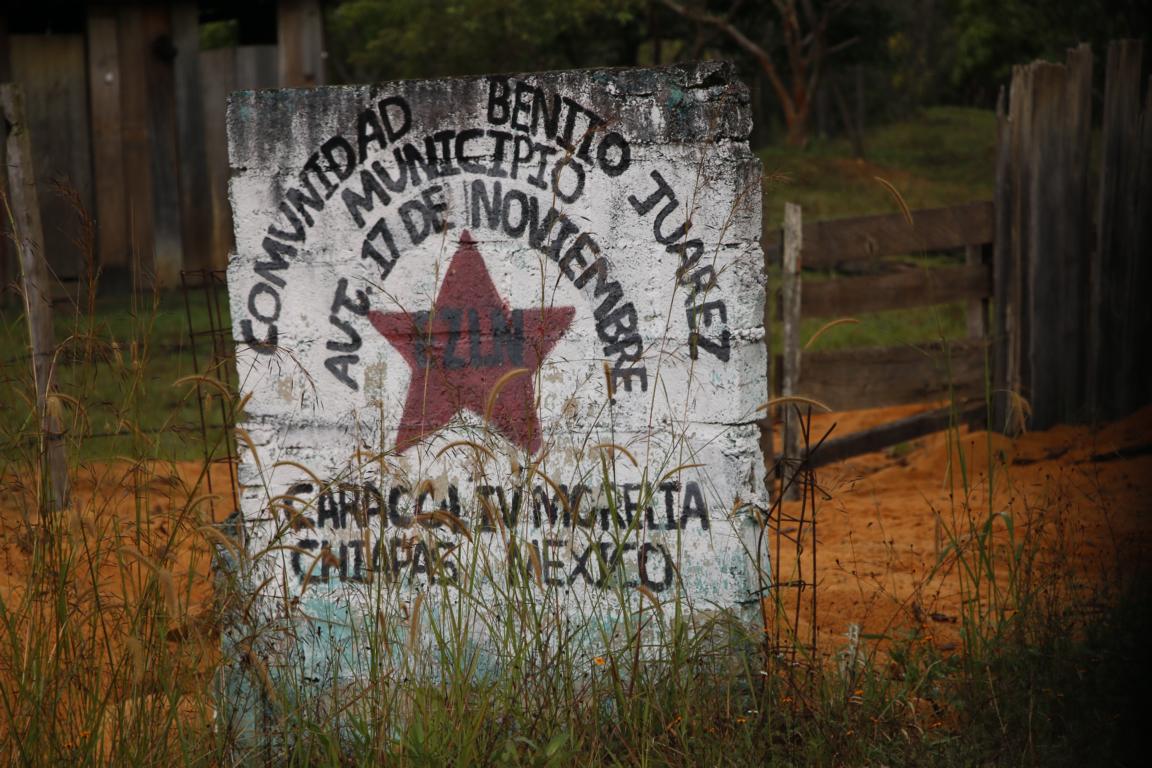 COMUNIDAD BENITO JUAREZ
MUNICIPIO
AUT. 17 DE NOVIEMBRE
EZLN
CARACOL IV MORELIA
CHIAPAS MEXICO